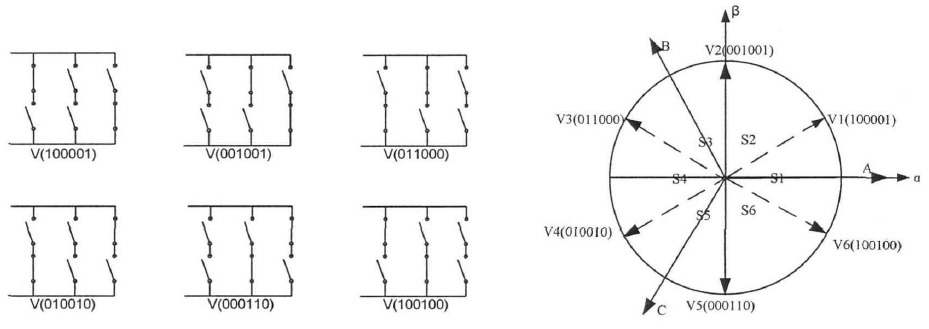 V(100001)
V(001001)
V(011000)
V(010010)
V(000110)
V(100100)
β
B
V2(001001)
V3(011000)
V1(100001)
S3
S2
A
S4
S1
α
S5
S6
V4(010010)
V6(100100)
C
V5(000110)